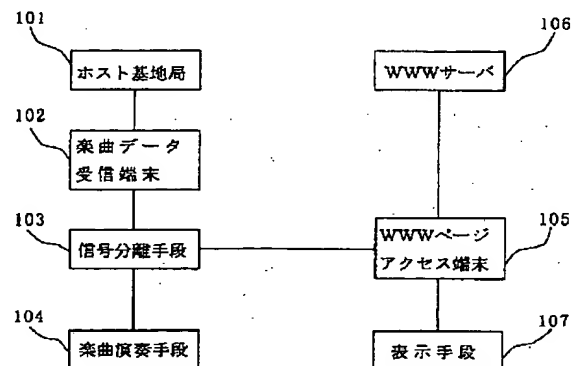 101
ホスト基地局
102
楽曲データ
受信端末
103
信号分離手段
104
楽曲演奏手段
106
WWWサーバ
WWWページ
アクセス端末
105
表示手段
107